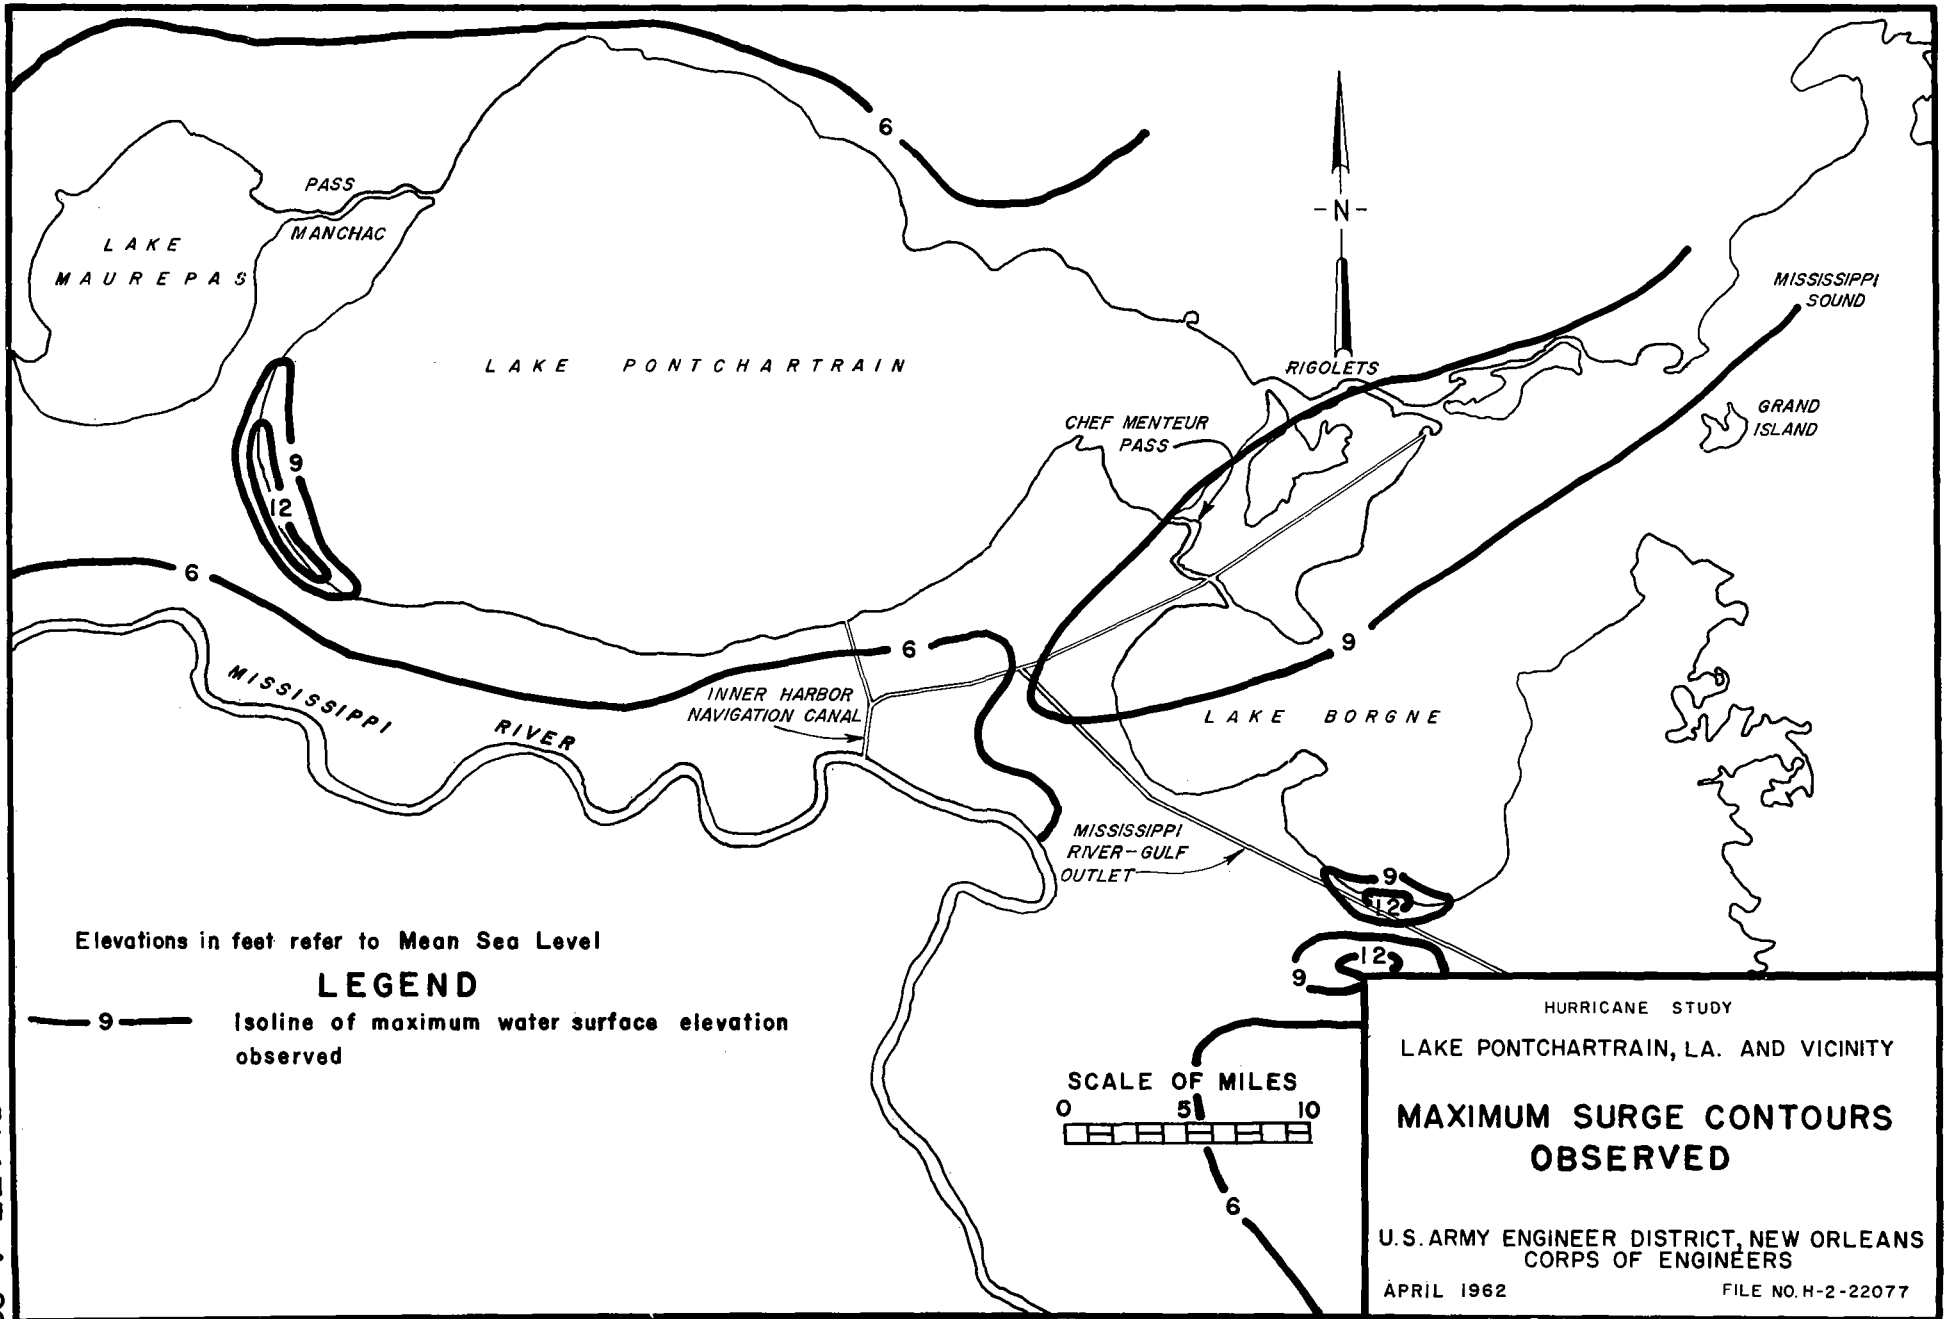 6
PASS
MANCHAC
LAKE
MAUREPAS
- N -
MISSISSIPPI
SOUND
LAKE PONTCHARTRAIN
RIGOLETS
CHEF MENTEUR
PASS
GRAND
ISLAND
9
12
6
6
9
MISSISSIPPI RIVER
INNER HARBOR
NAVIGATION CANAL
LAKE BORGNE
MISSISSIPPI
RIVER-GULF
OUTLET
9
12
12
9
Elevations in feet refer to Mean Sea Level
LEGEND
9 Isoline of maximum water surface elevation
observed
SCALE OF MILES
0 5 10
6
HURRICANE STUDY
LAKE PONTCHARTRAIN, LA. AND VICINITY
MAXIMUM SURGE CONTOURS
OBSERVED
U.S. ARMY ENGINEER DISTRICT, NEW ORLEANS
CORPS OF ENGINEERS
APRIL 1962 FILE NO. H-2-22077